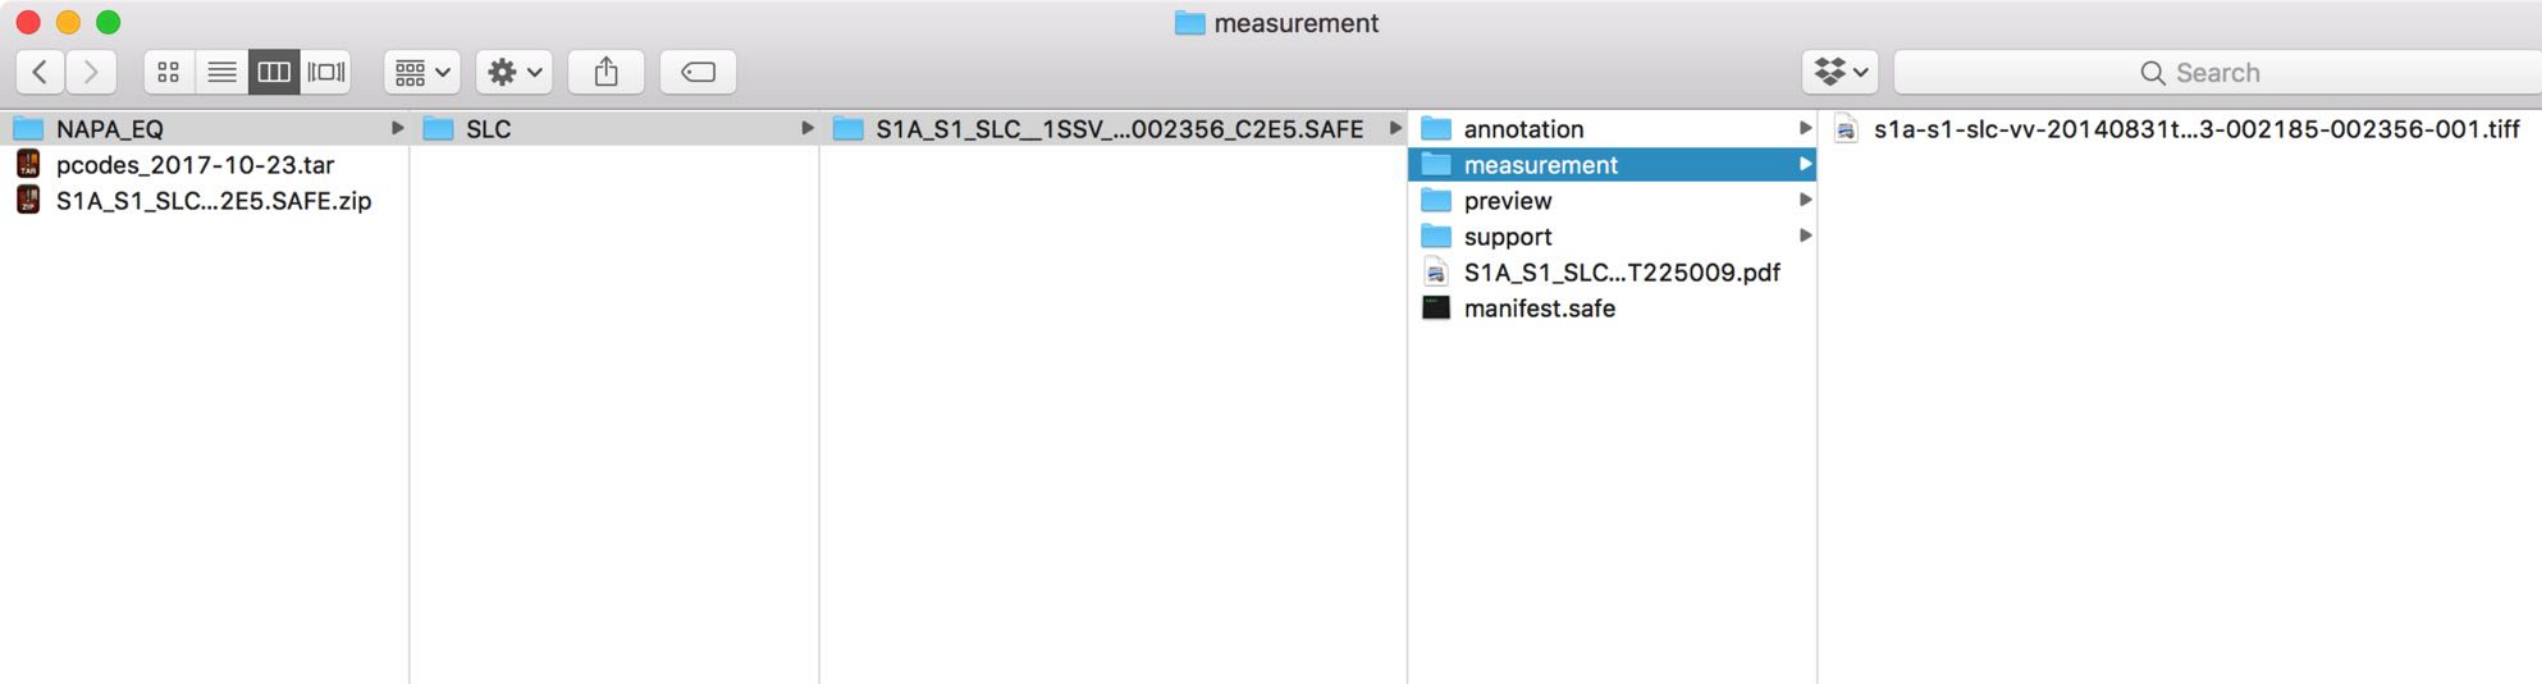 measurement
Search
NAPA_EQ
pcodes_2017-10-23.tar
S1A_S1_SLC...2E5.SAFE.zip
SLC
S1A_S1_SLC__1SSV_...002356_C2E5.SAFE
annotation
measurement
preview
support
S1A_S1_SLC...T225009.pdf
manifest.safe
s1a-s1-slc-vv-20140831t...3-002185-002356-001.tiff